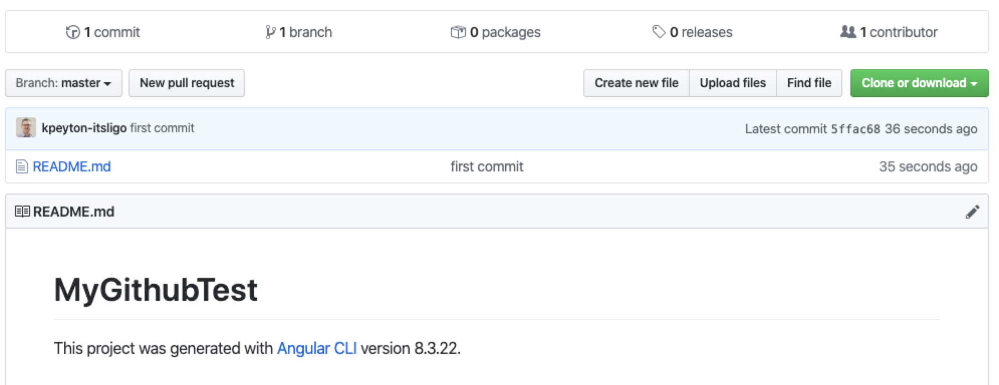 1 commit 1 branch 0 packages 0 releases 1 contributor
Branch: master New pull request Create new file Upload files Find file Clone or download
kpeyton-itsligo first commit Latest commit 5ffac68 36 seconds ago
README.md first commit 35 seconds ago
README.md
MyGithubTest
This project was generated with Angular CLI version 8.3.22.